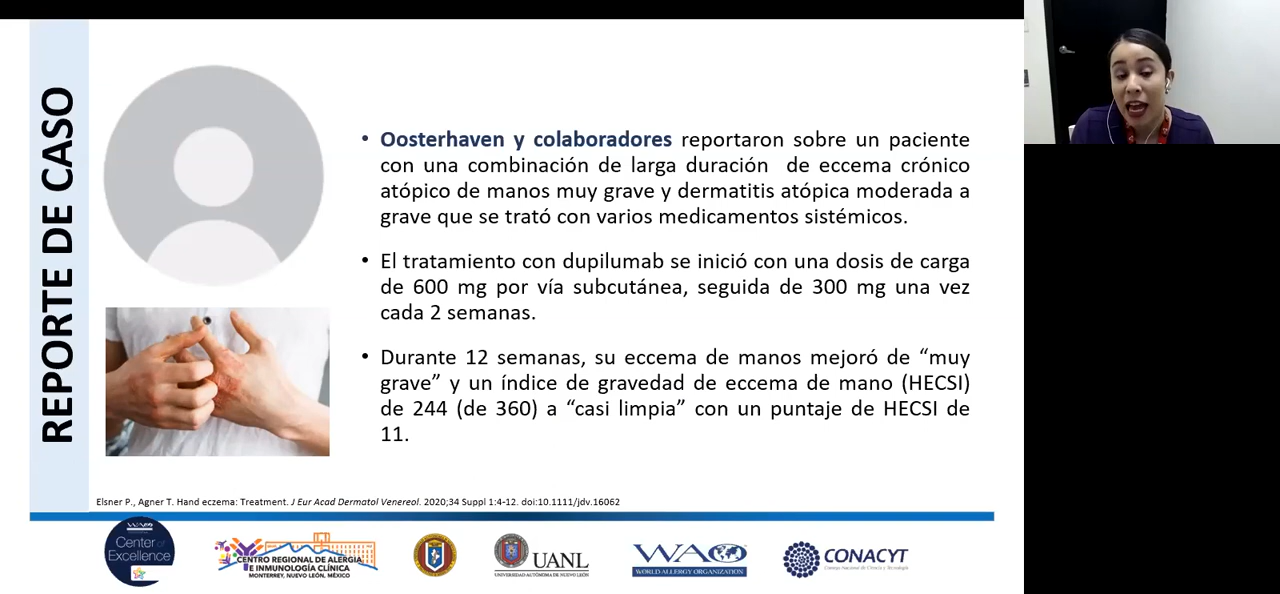 REPORTE DE CASO
• Oosterhaven y colaboradores reportaron sobre un paciente
con una combinación de larga duración de eccema crónico
atópico de manos muy grave y dermatitis atópica moderada a
grave que se trató con varios medicamentos sistémicos.
• El tratamiento con dupilumab se inició con una dosis de carga
de 600 mg por vía subcutánea, seguida de 300 mg una vez
cada 2 semanas.
• Durante 12 semanas, su eccema de manos mejoró de “muy
grave” y un índice de gravedad de eccema de mano (HECSI)
de 244 (de 360) a “casi limpia” con un puntaje de HECSI de
11.
Elsner P., Agner T. Hand eczema: Treatment. J Eur Acad Dermatol Venereol. 2020;34 Suppl 1:4-12. doi:10.1111/jdv.16062
WAO
Center of
Excellence
CENTRO REGIONAL DE ALERGIA
E INMUNOLOGÍA CLÍNICA
MONTERREY, NUEVO LEÓN, MÉXICO
UANL
UNIVERSIDAD AUTÓNOMA DE NUEVO LEÓN
WAO
WORLD ALLERGY ORGANIZATION
CONACYT
Consejo Nacional de Ciencia y Tecnología